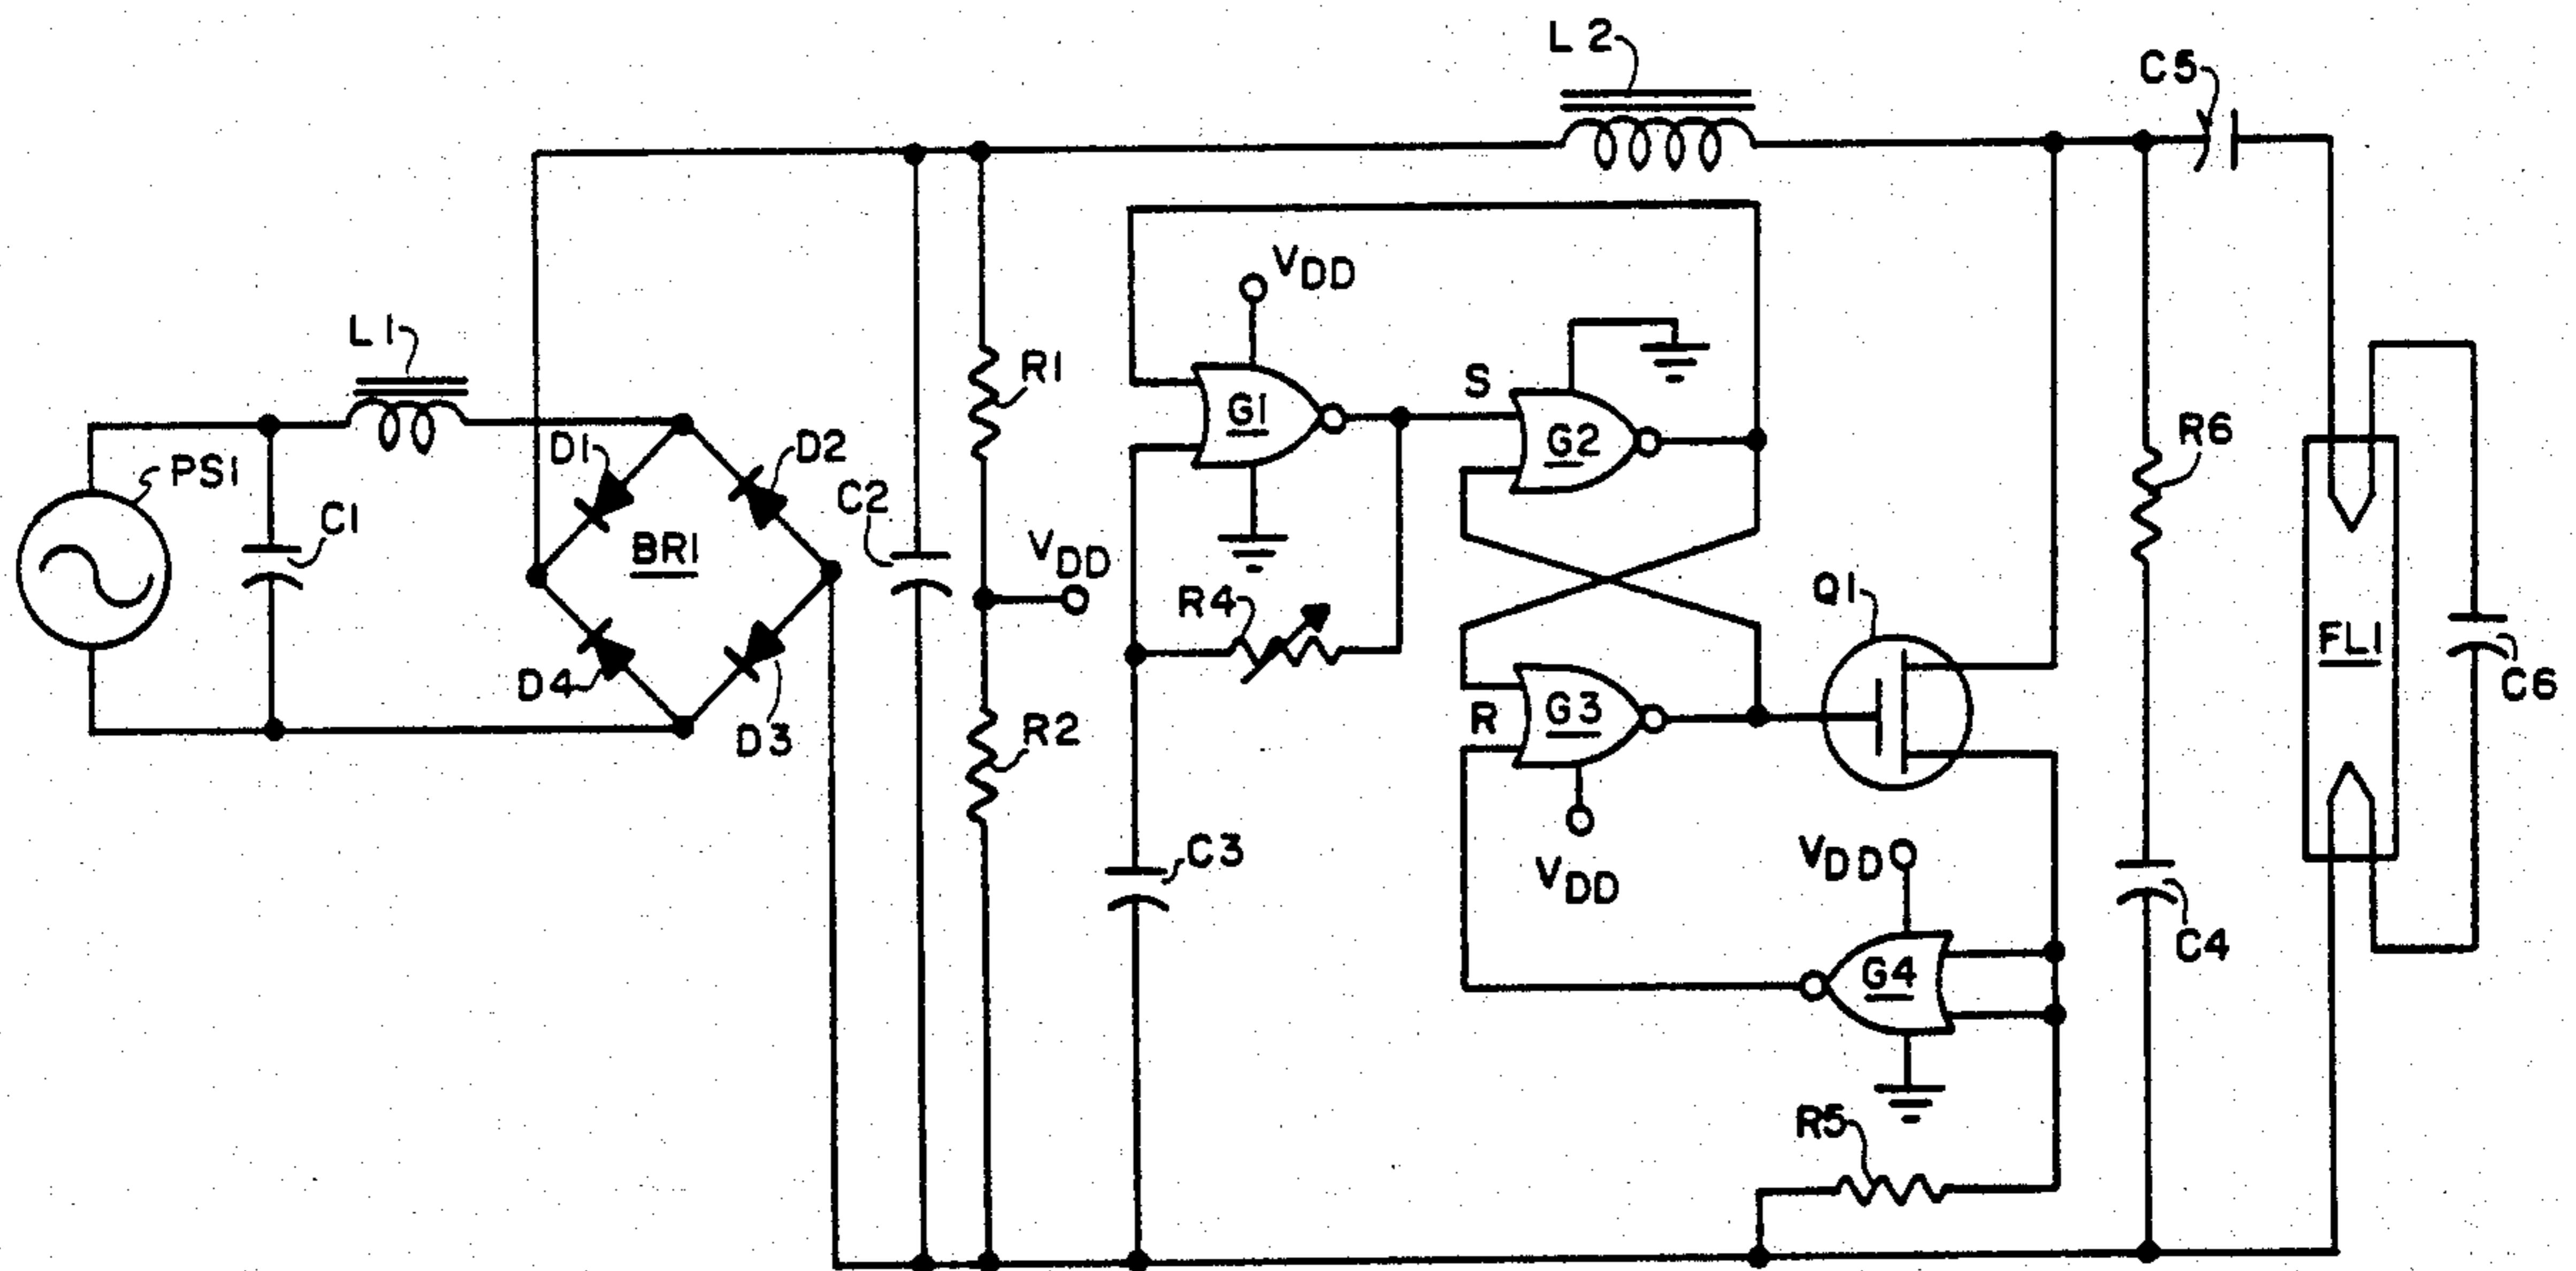 L2
C5
VDD
L1
R1
S
G1
G2
R6
PS1
D1
D2
C1
C2
BR1
VDD
R4
Q1
FL1
D4
D3
R2
R
G3
C6
C3
VDD
VDD
G4
C4
R5